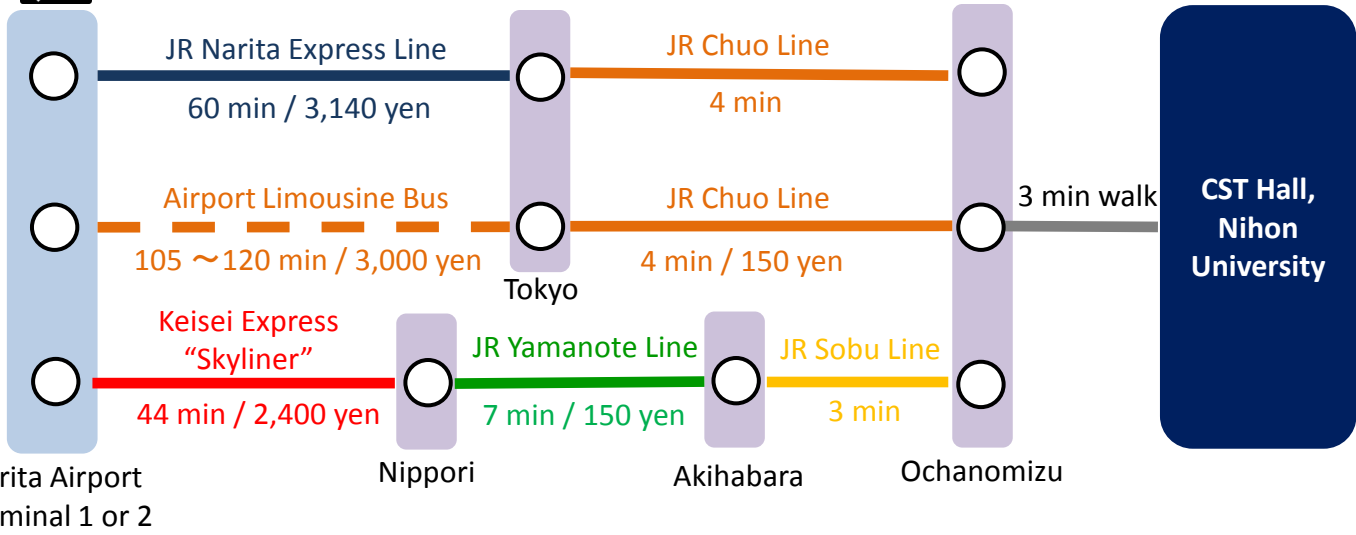 JR Narita Express Line
60 min / 3,140 yen
JR Chuo Line
4 min
Airport Limousine Bus
105 ~120 min / 3,000 yen
Tokyo
JR Chuo Line
4 min / 150 yen
3 min walk
CST Hall,
Nihon
University
Keisei Express
“Skyliner”
44 min / 2,400 yen
Nippori
JR Yamanote Line
7 min / 150 yen
Akihabara
JR Sobu Line
3 min
Ochanomizu
rita Airport
minal 1 or 2